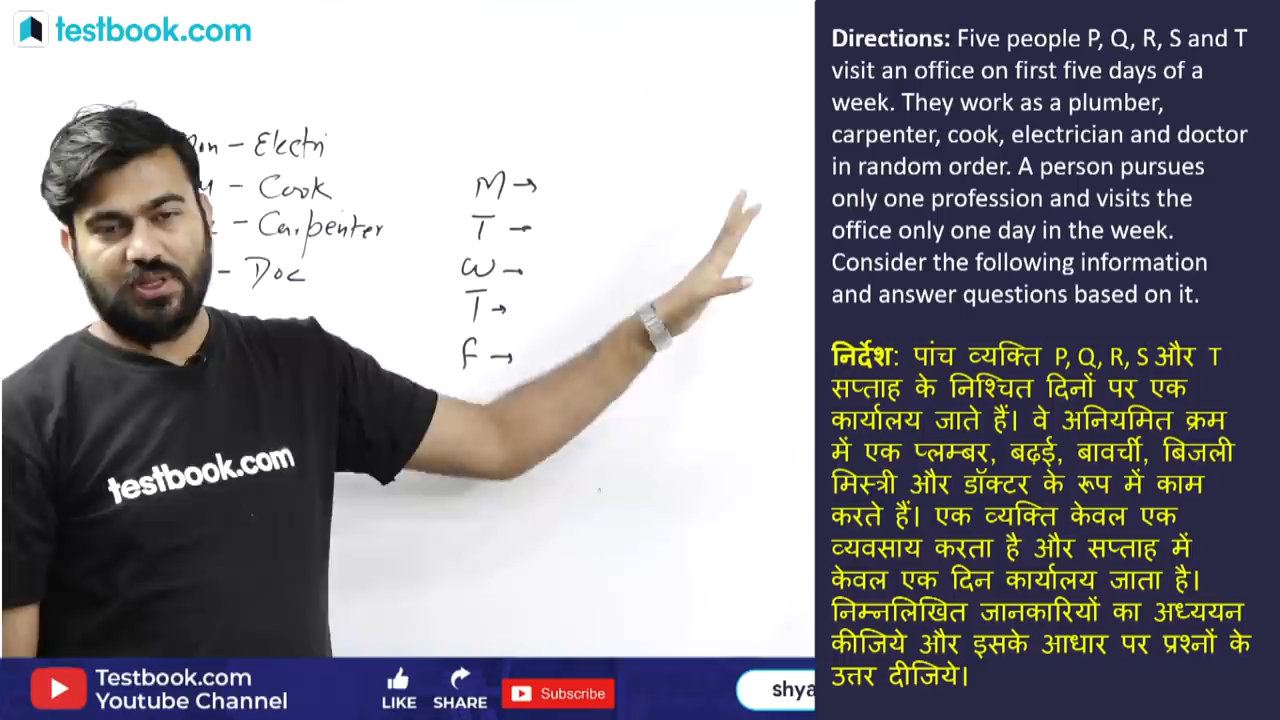 testbook.com
Mon - Electri
- Cook
- Carpenter
- Doc
M →
T →
W →
T →
F →
testbook.com
Directions: Five people P, Q, R, S and T
visit an office on first five days of a
week. They work as a plumber,
carpenter, cook, electrician and doctor
in random order. A person pursues
only one profession and visits the
office only one day in the week.
Consider the following information
and answer questions based on it.
निर्देश: पांच व्यक्ति P, Q, R, S और T
सप्ताह के निश्चित दिनों पर एक
कार्यालय जाते हैं। वे अनियमित क्रम
में एक प्लम्बर, बढ़ई, बावर्ची, बिजली
मिस्त्री और डॉक्टर के रूप में काम
करते हैं। एक व्यक्ति केवल एक
व्यवसाय करता है और सप्ताह में
केवल एक दिन कार्यालय जाता है।
निम्नलिखित जानकारियों का अध्ययन
कीजिये और इसके आधार पर प्रश्नों के
उत्तर दीजिये।
Testbook.com
Youtube Channel
LIKE
SHARE
Subscribe
shya